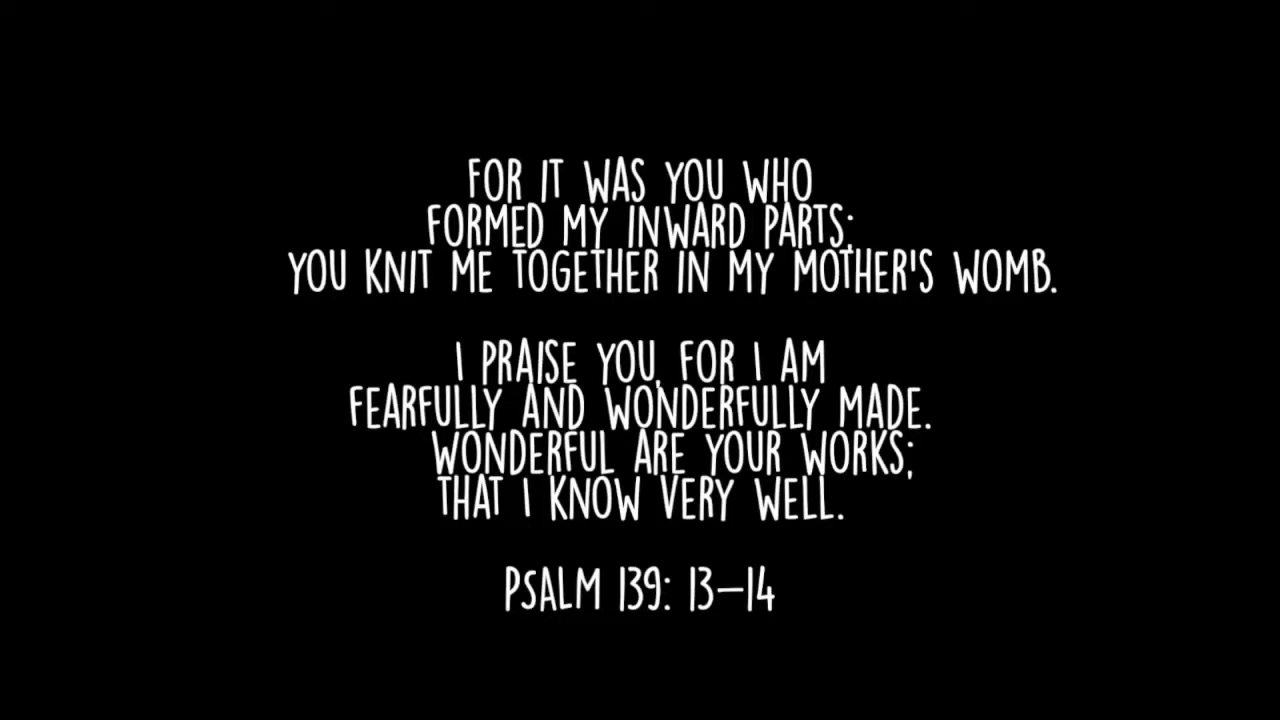 FOR IT WAS YOU WHO
FORMED MY INWARD PARTS;
YOU KNIT ME TOGETHER IN MY MOTHER'S WOMB.
I PRAISE YOU, FOR I AM
FEARFULLY AND WONDERFULLY MADE.
WONDERFUL ARE YOUR WORKS;
THAT I KNOW VERY WELL.
PSALM 139: 13–14